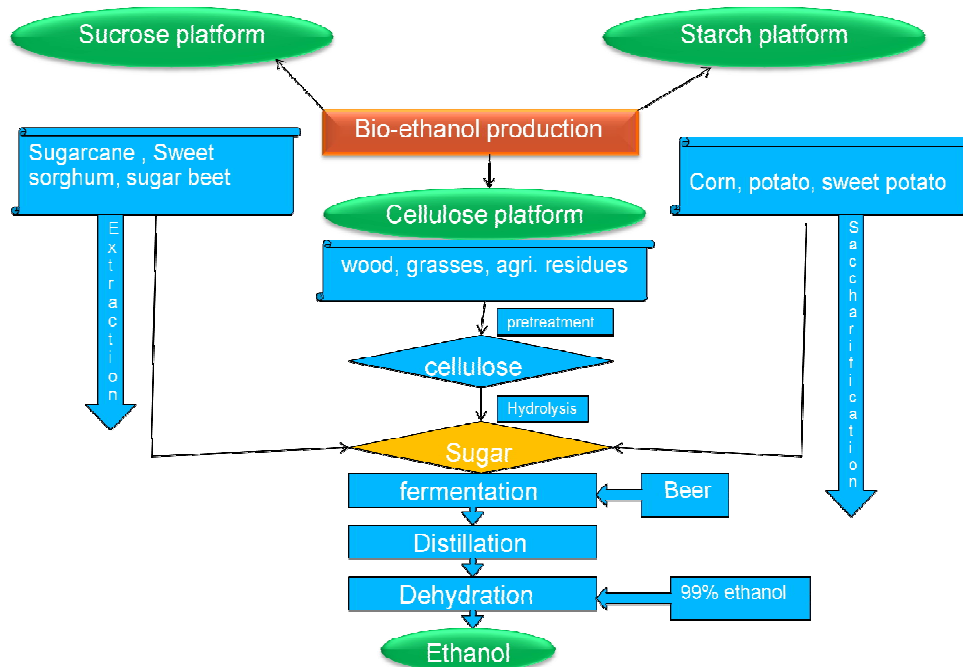 Sucrose platform
Starch platform
Bio-ethanol production
Sugarcane , Sweet
sorghum, sugar beet
Corn, potato, sweet potato
Cellulose platform
wood, grasses, agri. residues
Extraction
Saccharitication
pretreatment
cellulose
Hydrolysis
Sugar
fermentation
Beer
Distillation
Dehydration
99% ethanol
Ethanol